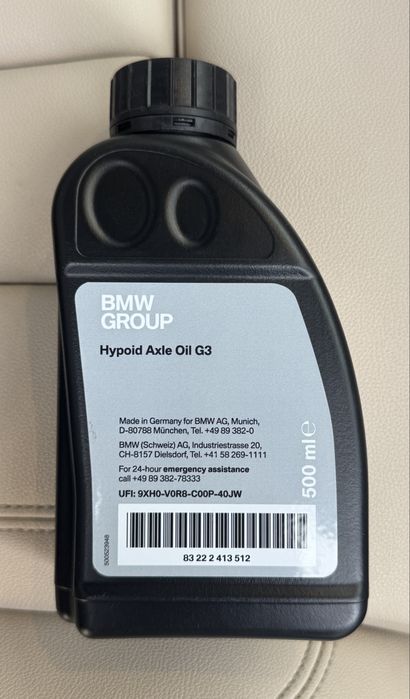 BMW
GROUP
Hypoid Axle Oil G3
Made in Germany for BMW AG, Munich,
D-80788 München, Tel. +49 89 382-0
BMW (Schweiz) AG, Industriestrasse 20,
CH-8157 Dielsdorf, Tel. +41 58 269-1111
For 24-hour emergency assistance
call +49 89 382-78333
UFI: 9XH0-V0R8-C00P-40JW
500 ml ℮
500523948
83 22 2 413 512